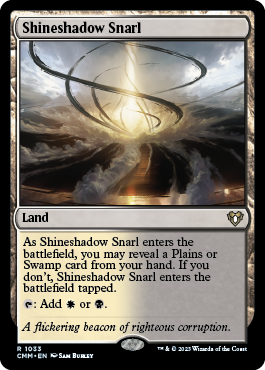 Shineshadow Snarl
Land
As Shineshadow Snarl enters the
battlefield, you may reveal a Plains or
Swamp card from your hand. If you
don't, Shineshadow Snarl enters the
battlefield tapped.
: Add or .
A flickering beacon of righteous corruption.
R 1033
CMM • EN Sam Burley
™ & © 2023 Wizards of the Coast